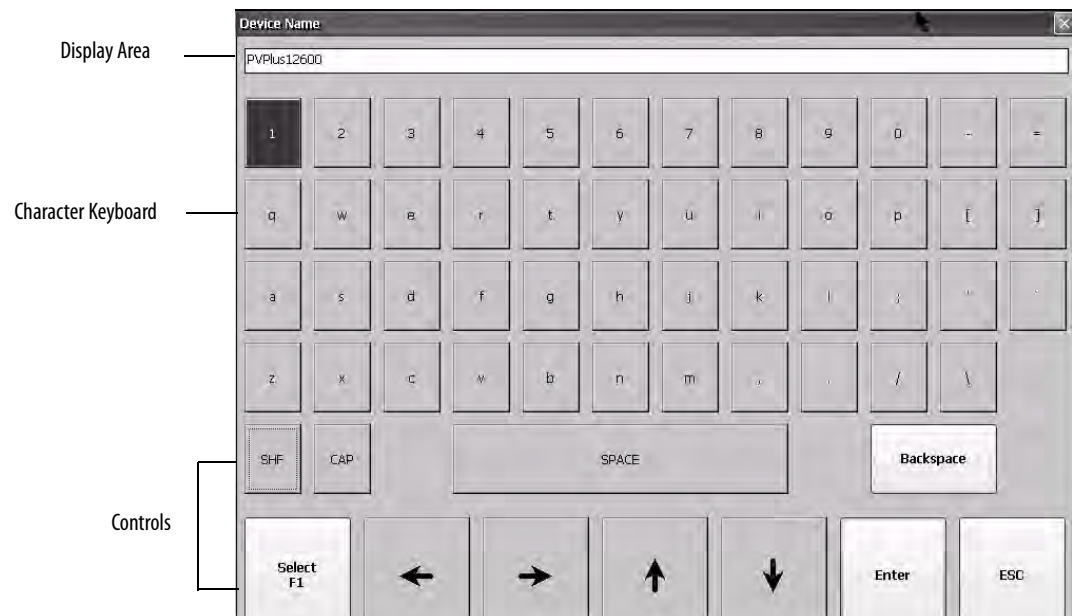 Device Name
Display Area
PVPlus12600
1 2 3 4 5 6 7 8 9 0 - =
Character Keyboard
q w e r t y u i o p [ ]
a s d f g h j k l ; "
z x c v b n m , . / \
SHF CAP SPACE Backspace
Controls
Select
F1
← → ↑ ↓ Enter ESC